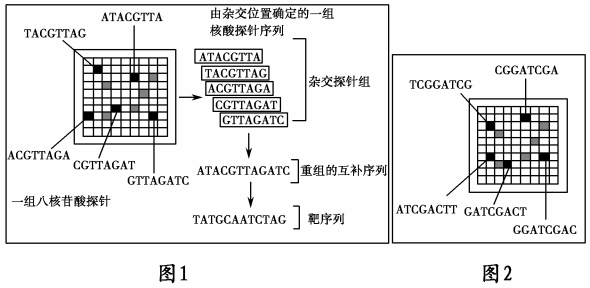 ATACGTTA
TACGTTAG
ACGTTAGA
CGTTAGAT
GTTAGATC
一组八核苷酸探针
由杂交位置确定的一组
核酸探针序列
ATACGTTA
TACGTTAG
ACGTTAGA
CGTTAGAT
GTTAGATC
杂交探针组
ATACGTTAGATC
重组的互补序列
TATGCAATCTAG
靶序列
图1
CGGATCGA
TCGGATCG
ATCGACTT
GATCGACT
GGATCGAC
图2